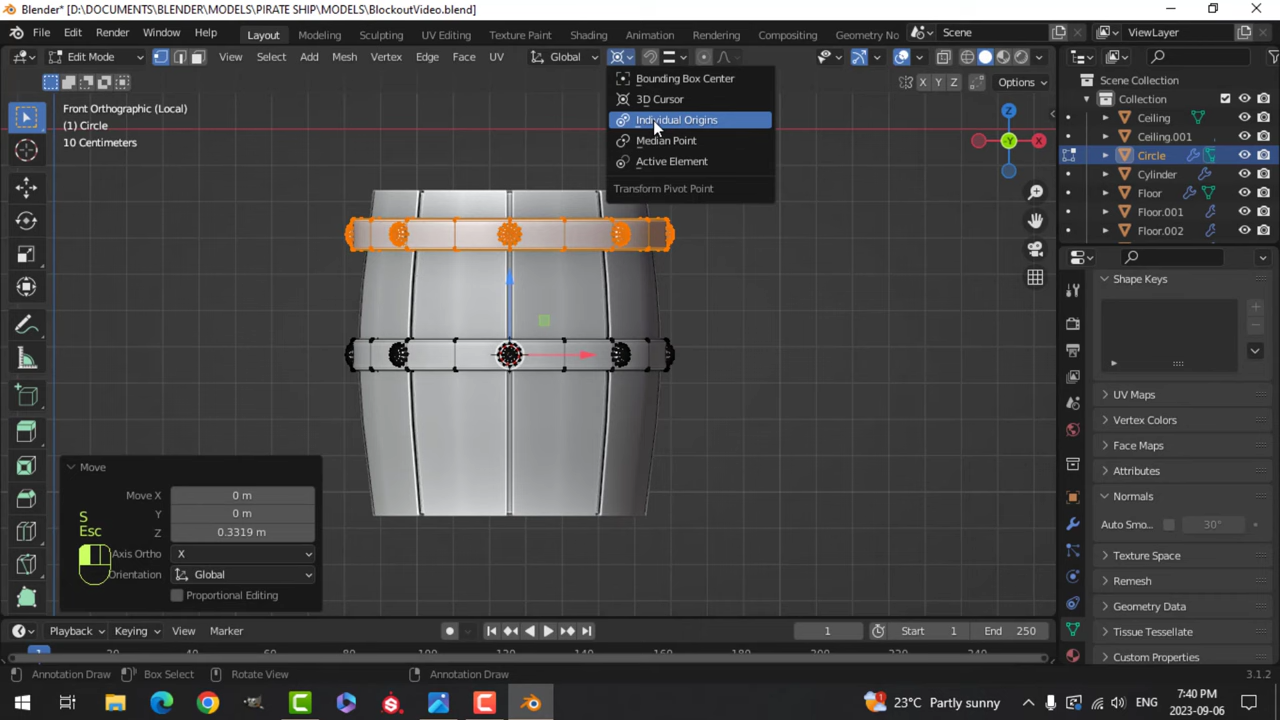 Blender* [D:\DOCUMENTS\BLENDER\MODELS\PIRATE SHIP\MODELS\BlockoutVideo.blend]
File Edit Render Window Help Layout Modeling Sculpting UV Editing Texture Paint Shading Animation Rendering Compositing Geometry No Scene ViewLayer
Edit Mode View Select Add Mesh Vertex Edge Face UV Global
X Y Z Options
Bounding Box Center
3D Cursor
Individual Origins
Median Point
Active Element
Transform Pivot Point
Front Orthographic (Local)
(1) Circle
10 Centimeters
Z
Y
X
Scene Collection
Collection
Ceiling
Ceiling.001
Circle
Cylinder
Floor
Floor.001
Floor.002
Shape Keys
UV Maps
Vertex Colors
Face Maps
Attributes
Normals
Auto Smo... 30°
Texture Space
Remesh
Geometry Data
Tissue Tessellate
Custom Properties
Move
Move X 0 m
Y 0 m
Z 0.3319 m
Axis Ortho X
Orientation Global
Proportional Editing
S
Esc
Playback Keying View Marker 1 Start 1 End 250
Annotation Draw Box Select Rotate View Annotation Draw 3.1.2
23°C Partly sunny ENG 7:40 PM
2023-09-06